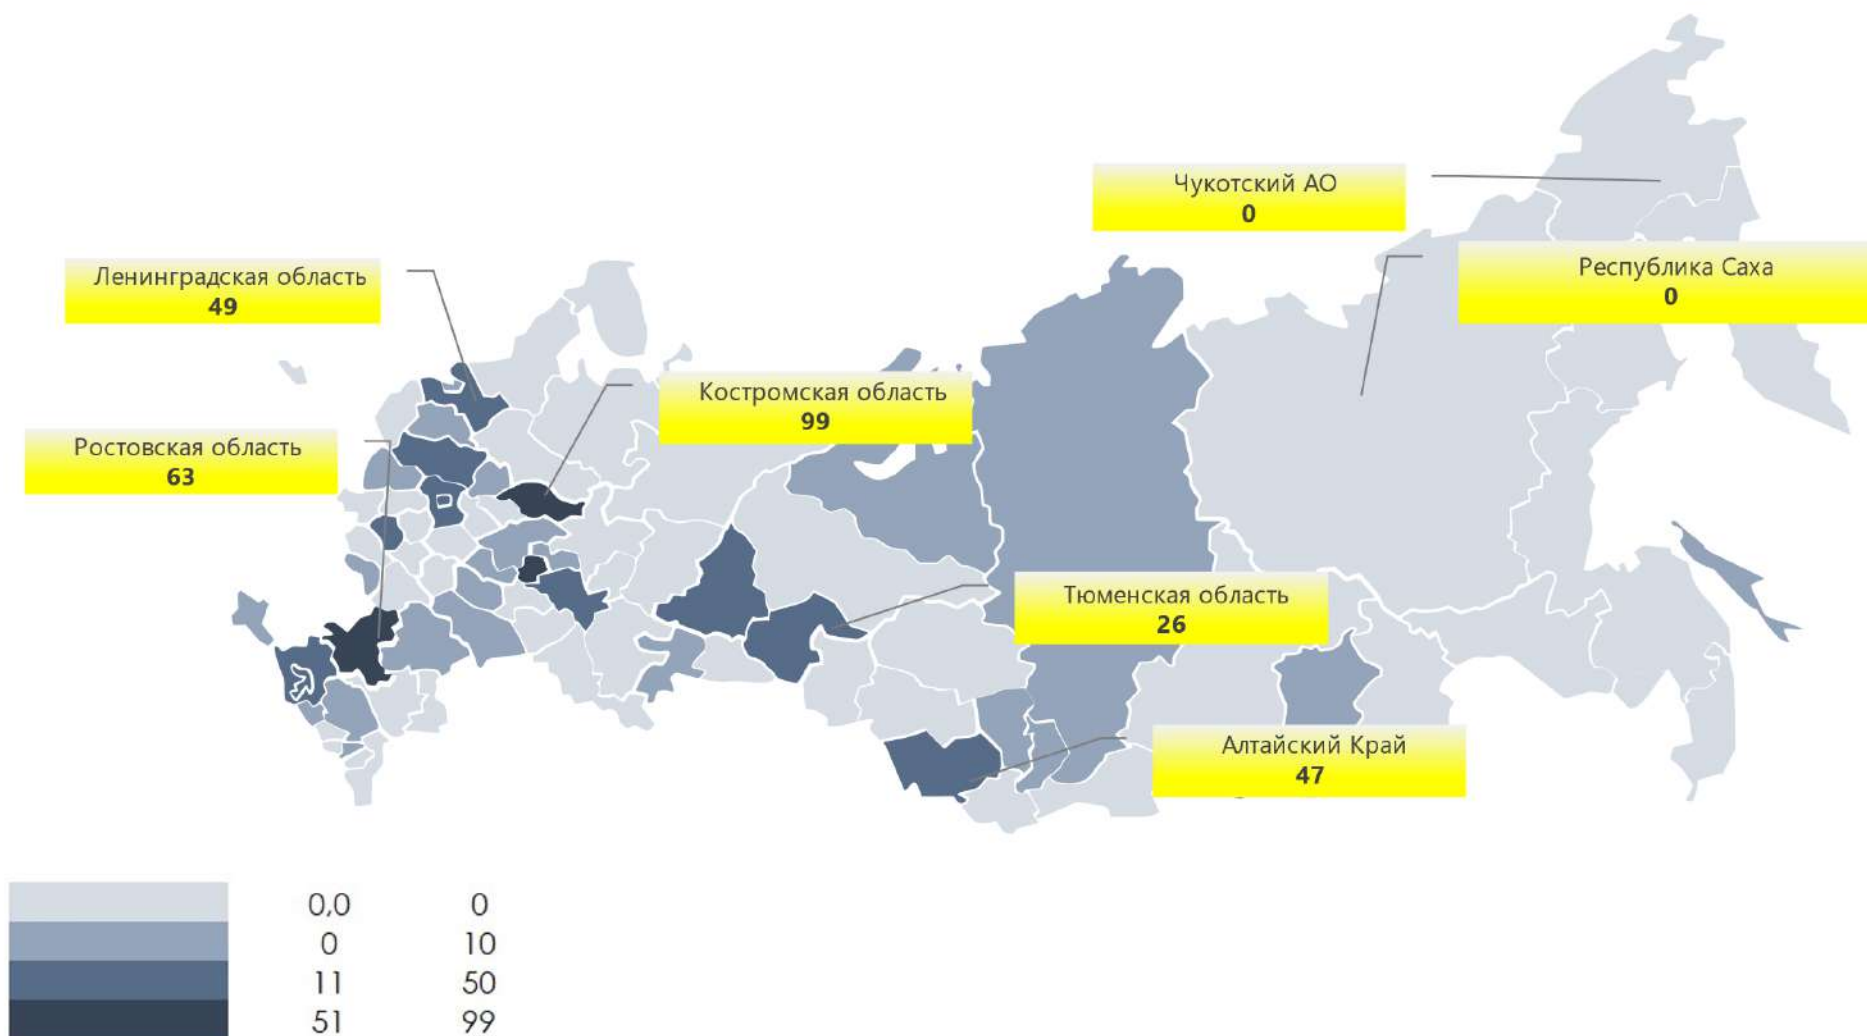 Чукотский АО
0
Республика Саха
0
Ленинградская область
49
Костромская область
99
Ростовская область
63
Тюменская область
26
Алтайский Край
47
0,0 0
0 10
11 50
51 99